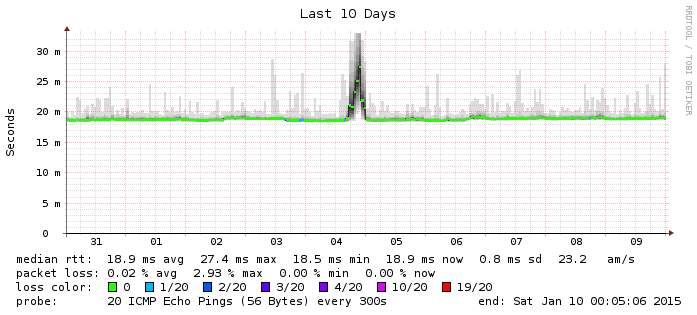 Last 10 Days
RRDTOOL / TOBI OETIKER
Seconds
30 m
25 m
20 m
15 m
10 m
5 m
0
31 01 02 03 04 05 06 07 08 09
median rtt: 18.9 ms avg 27.4 ms max 18.5 ms min 18.9 ms now 0.8 ms sd 23.2 am/s
packet loss: 0.02 % avg 2.93 % max 0.00 % min 0.00 % now
loss color: 0 1/20 2/20 3/20 4/20 10/20 19/20
probe: 20 ICMP Echo Pings (56 Bytes) every 300s end: Sat Jan 10 00:05:06 2015